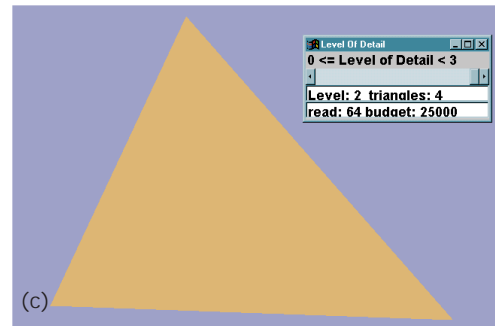 Level Of Detail
0 <= Level of Detail < 3
Level: 2 triangles: 4
read: 64 budget: 25000
(c)